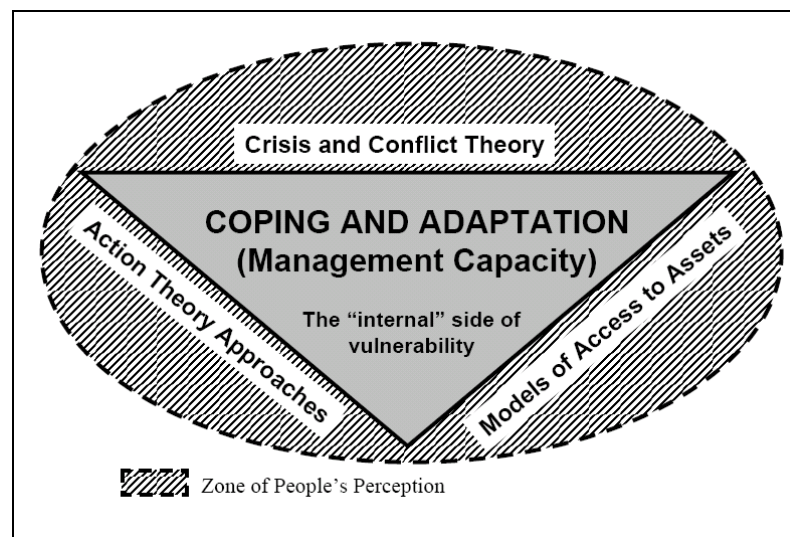 Crisis and Conflict Theory
COPING AND ADAPTATION
(Management Capacity)
The “internal” side of
vulnerability
Action Theory Approaches
Models of Access to Assets
Zone of People’s Perception